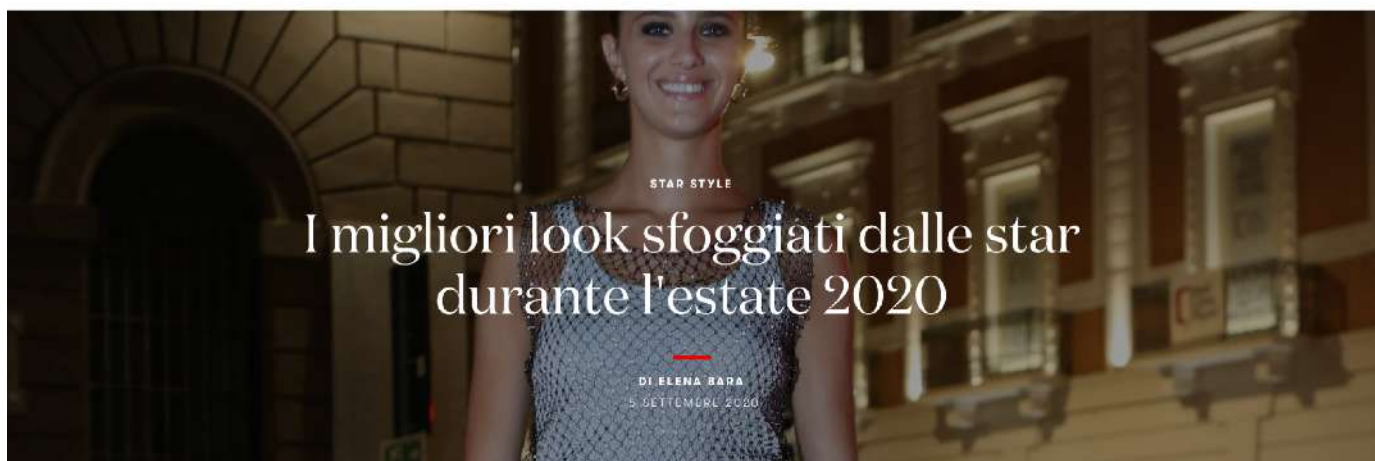 STAR STYLE
I migliori look sfoggiati dalle star
durante l'estate 2020
DI ELENA BARA
5 SETTEMBRE 2020